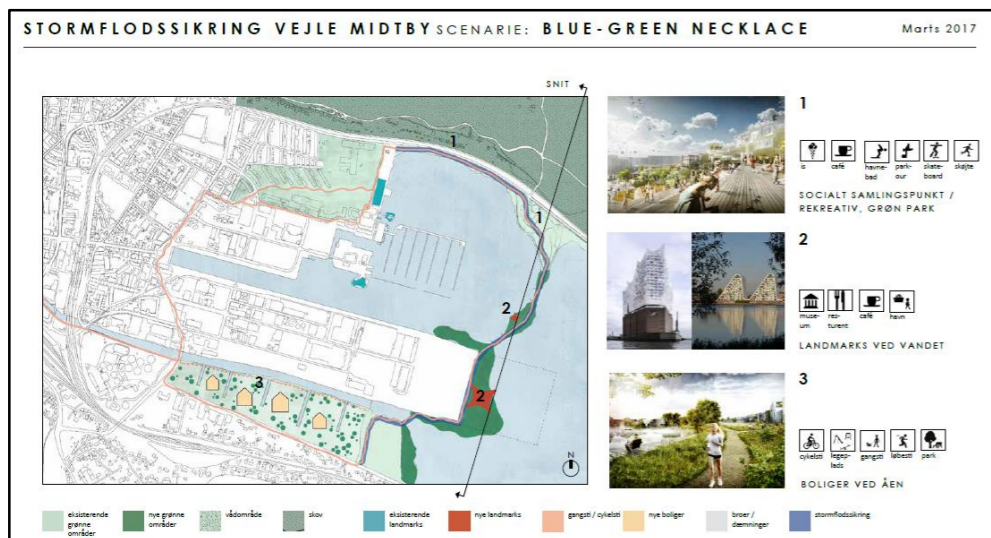 STORMFLODSSIKRING VEJLE MIDTBY SCENARIE: BLUE-GREEN NECKLACE
Marts 2017
SNIT
1
1
2
2
3
N
1
is
café
havne-
bad
park-
our
skate-
board
skøjte
SOCIALT SAMLINGSPUNKT /
REKREATIV, GRØN PARK
2
muse-
um
res-
turent
café
havn
LANDMARKS VED VANDET
3
cykelsti
legep-
lads
gangsti
løbesti
park
BOLIGER VED ÅEN
eksisterende
grønne
områder
nye grønne
områder
vådområde
skov
eksisterende
landmarks
nye landmarks
gangsti / cykelsti
nye boliger
broer /
dæmninger
stormflodssikring